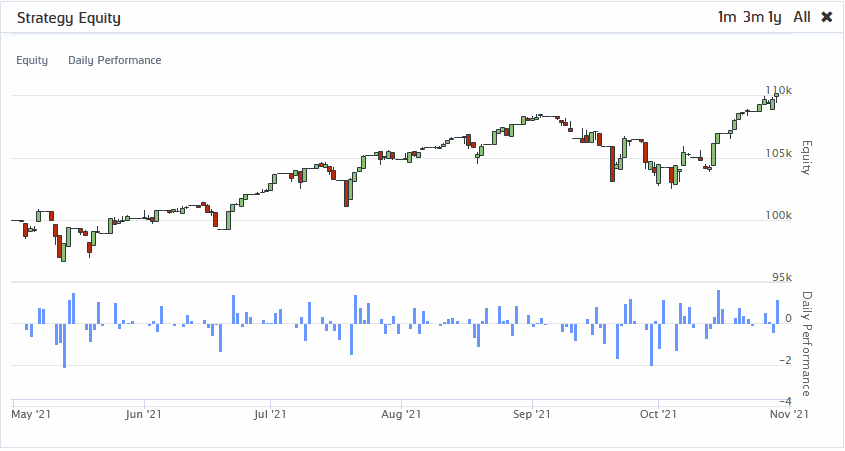 Strategy Equity 1m 3m 1y All ✖
Equity Daily Performance
110k
105k
100k
95k
Equity
0
-2
-4
Daily Performance
May '21 Jun '21 Jul '21 Aug '21 Sep '21 Oct '21 Nov '21